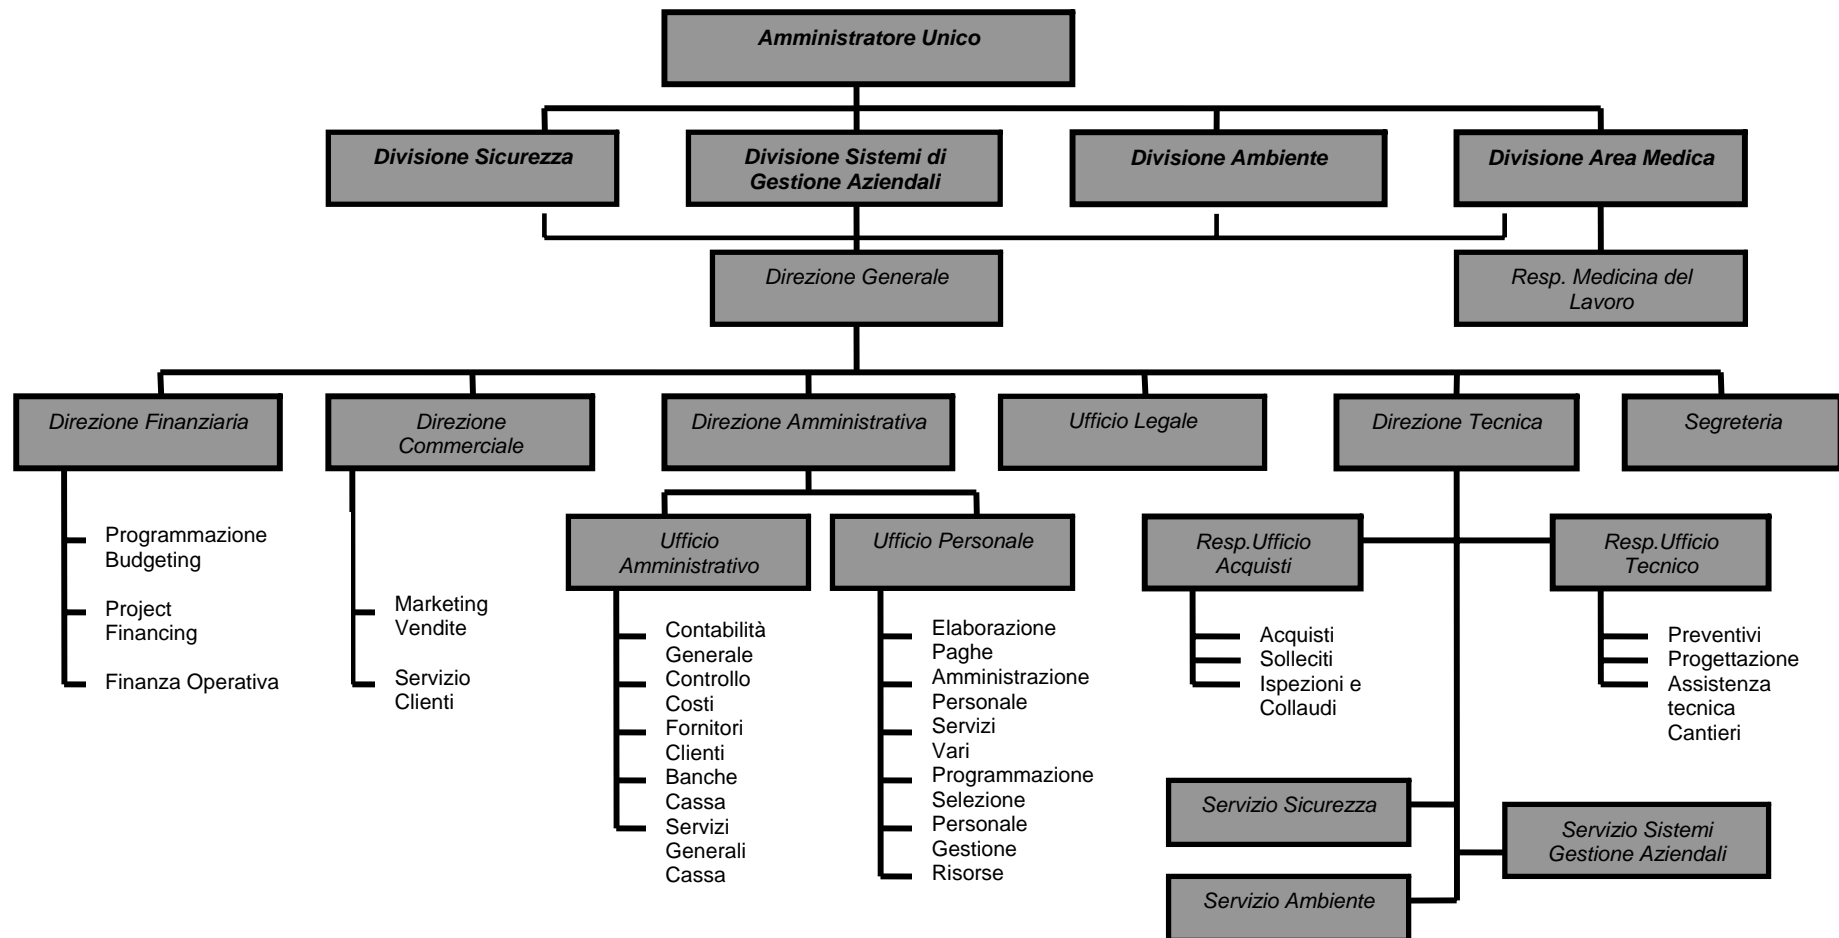 Amministratore Unico
Divisione Sicurezza
Divisione Sistemi di
Gestione Aziendali
Divisione Ambiente
Divisione Area Medica
Direzione Generale
Resp. Medicina del
Lavoro
Direzione Finanziaria
Direzione
Commerciale
Direzione Amministrativa
Ufficio Legale
Direzione Tecnica
Segreteria
Programmazione
Budgeting
Project
Financing
Finanza Operativa
Marketing
Vendite
Servizio
Clienti
Ufficio
Amministrativo
Contabilità
Generale
Controllo
Costi
Fornitori
Clienti
Banche
Cassa
Servizi
Generali
Cassa
Ufficio Personale
Elaborazione
Paghe
Amministrazione
Personale
Servizi
Vari
Programmazione
Selezione
Personale
Gestione
Risorse
Resp.Ufficio
Acquisti
Acquisti
Solleciti
Ispezioni e
Collaudi
Resp.Ufficio
Tecnico
Preventivi
Progettazione
Assistenza
tecnica
Cantieri
Servizio Sicurezza
Servizio Sistemi
Gestione Aziendali
Servizio Ambiente